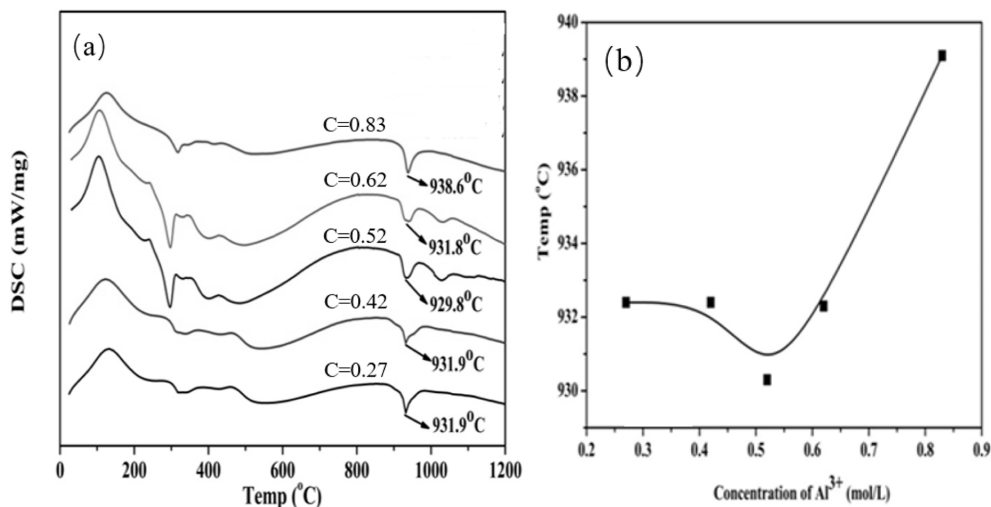 (a)
C=0.83
938.6⁰C
C=0.62
931.8⁰C
C=0.52
929.8⁰C
C=0.42
931.9⁰C
C=0.27
931.9⁰C
DSC (mW/mg)
0 200 400 600 800 1000 1200
Temp (°C)
(b)
940
938
936
934
932
930
Temp (°C)
0.2 0.3 0.4 0.5 0.6 0.7 0.8 0.9
Concentration of Al³⁺ (mol/L)